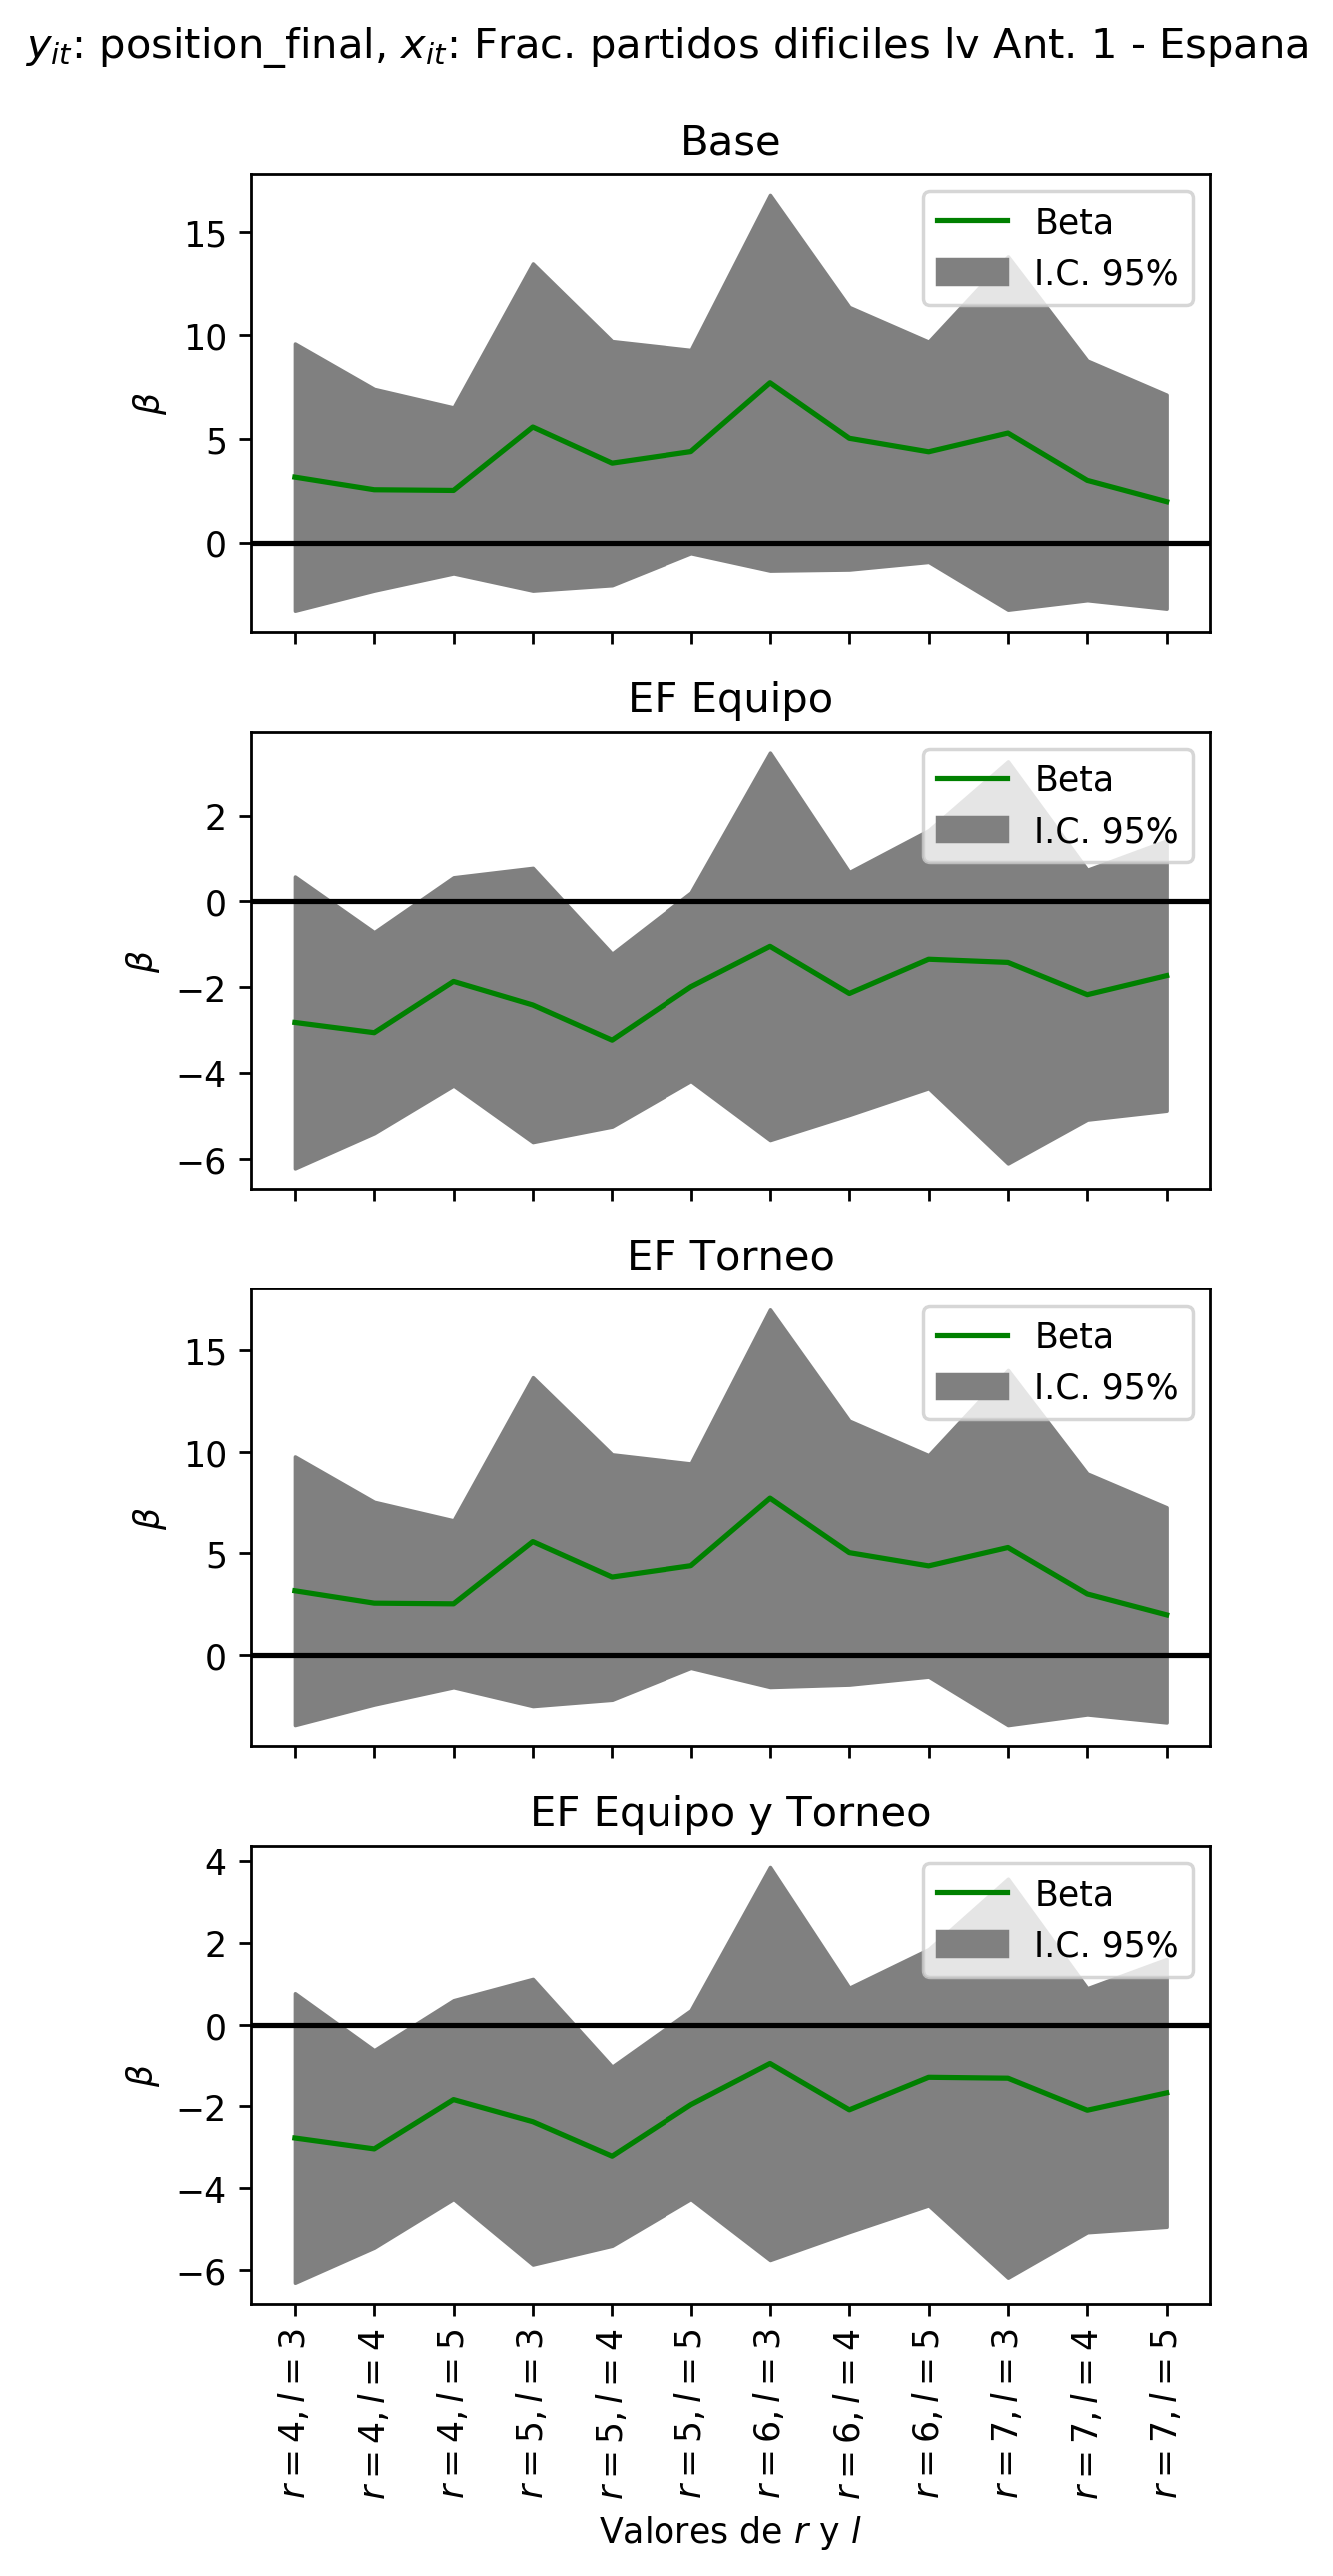 y_it: position_final, x_it: Frac. partidos dificiles lv Ant. 1 - Espana
Base
Beta
I.C. 95%
15
10
5
0
β
EF Equipo
Beta
I.C. 95%
2
0
−2
−4
−6
β
EF Torneo
Beta
I.C. 95%
15
10
5
0
β
EF Equipo y Torneo
Beta
I.C. 95%
4
2
0
−2
−4
−6
β
r = 4, l = 3
r = 4, l = 4
r = 4, l = 5
r = 5, l = 3
r = 5, l = 4
r = 5, l = 5
r = 6, l = 3
r = 6, l = 4
r = 6, l = 5
r = 7, l = 3
r = 7, l = 4
r = 7, l = 5
Valores de r y l